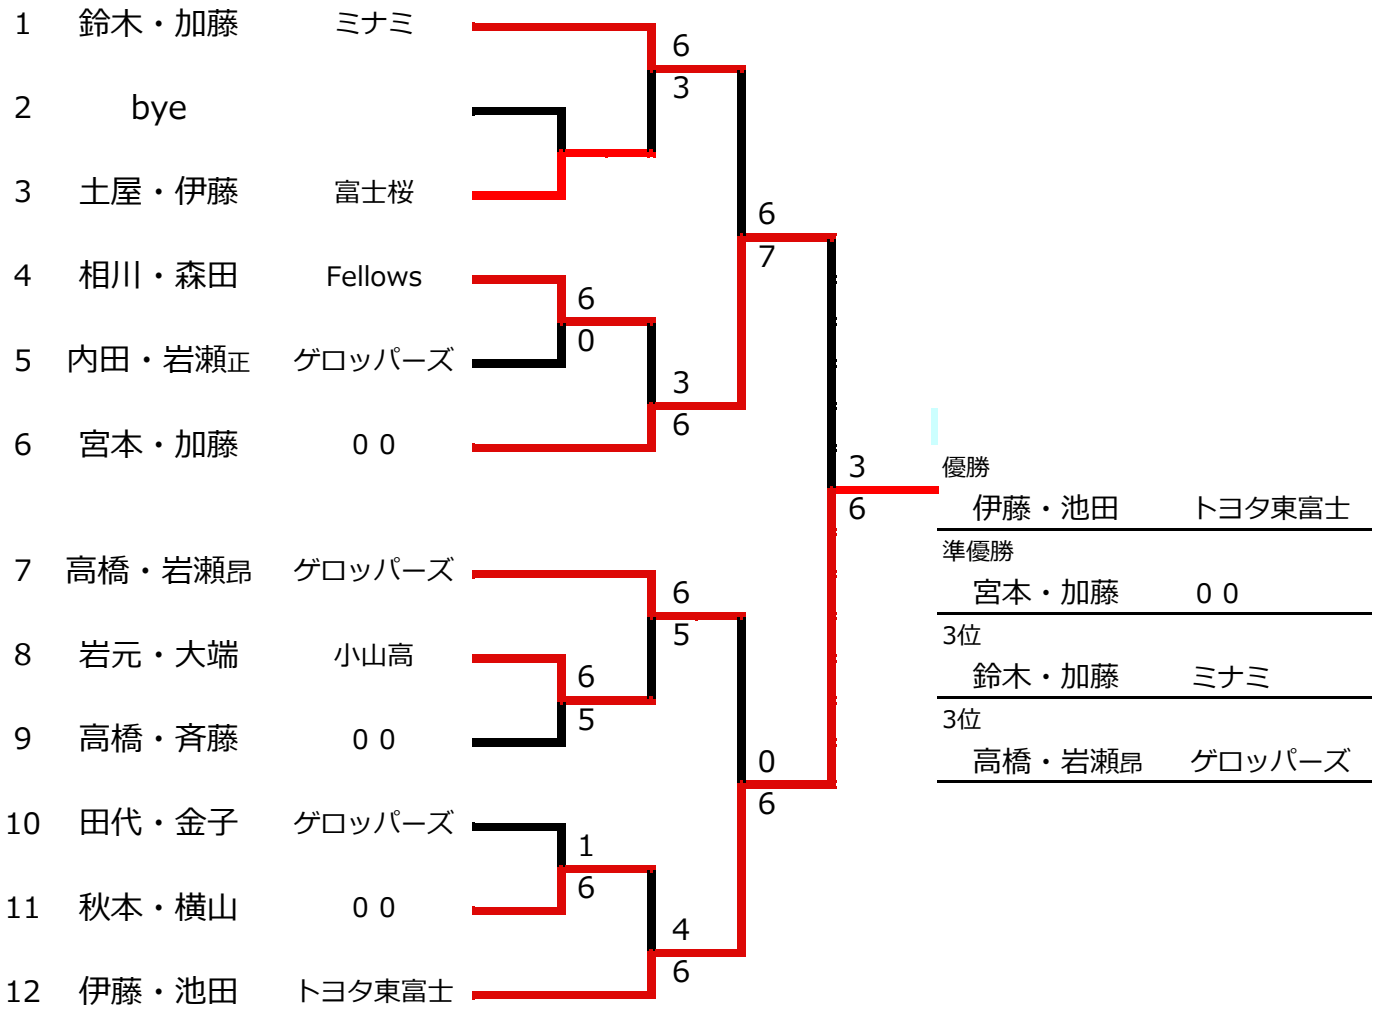 1 鈴木・加藤 ミナミ
6
3
2 bye
3 土屋・伊藤 富士桜
6
7
4 相川・森田 Fellows
6
0
5 内田・岩瀬正 ゲロッパーズ
3
6
6 宮本・加藤 0 0
3
6
優勝
伊藤・池田 トヨタ東富士
準優勝
宮本・加藤 0 0
3位
鈴木・加藤 ミナミ
3位
高橋・岩瀬昂 ゲロッパーズ
7 高橋・岩瀬昂 ゲロッパーズ
6
5
8 岩元・大端 小山高
6
5
9 高橋・斉藤 0 0
0
6
10 田代・金子 ゲロッパーズ
1
6
11 秋本・横山 0 0
4
6
12 伊藤・池田 トヨタ東富士